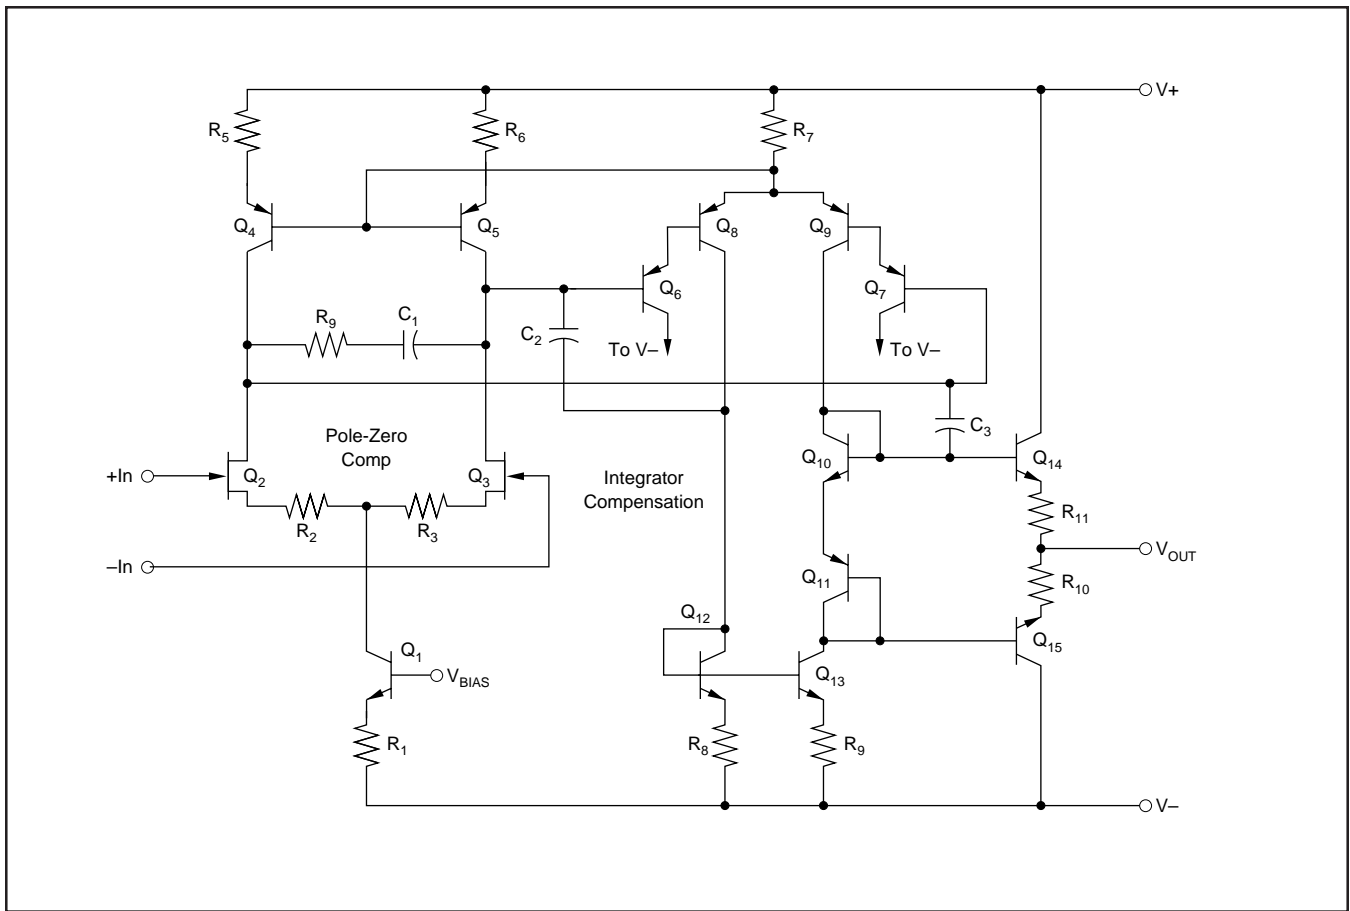 V+
R5
R6
R7
Q4
Q5
Q8
Q9
Q6
Q7
R9
C1
C2
To V–
To V–
C3
Pole-Zero
Comp
+In
Q2
Q3
Integrator
Compensation
Q10
Q14
R2
R3
R11
VOUT
–In
Q11
R10
Q12
Q15
Q1
VBIAS
Q13
R1
R8
R9
V–